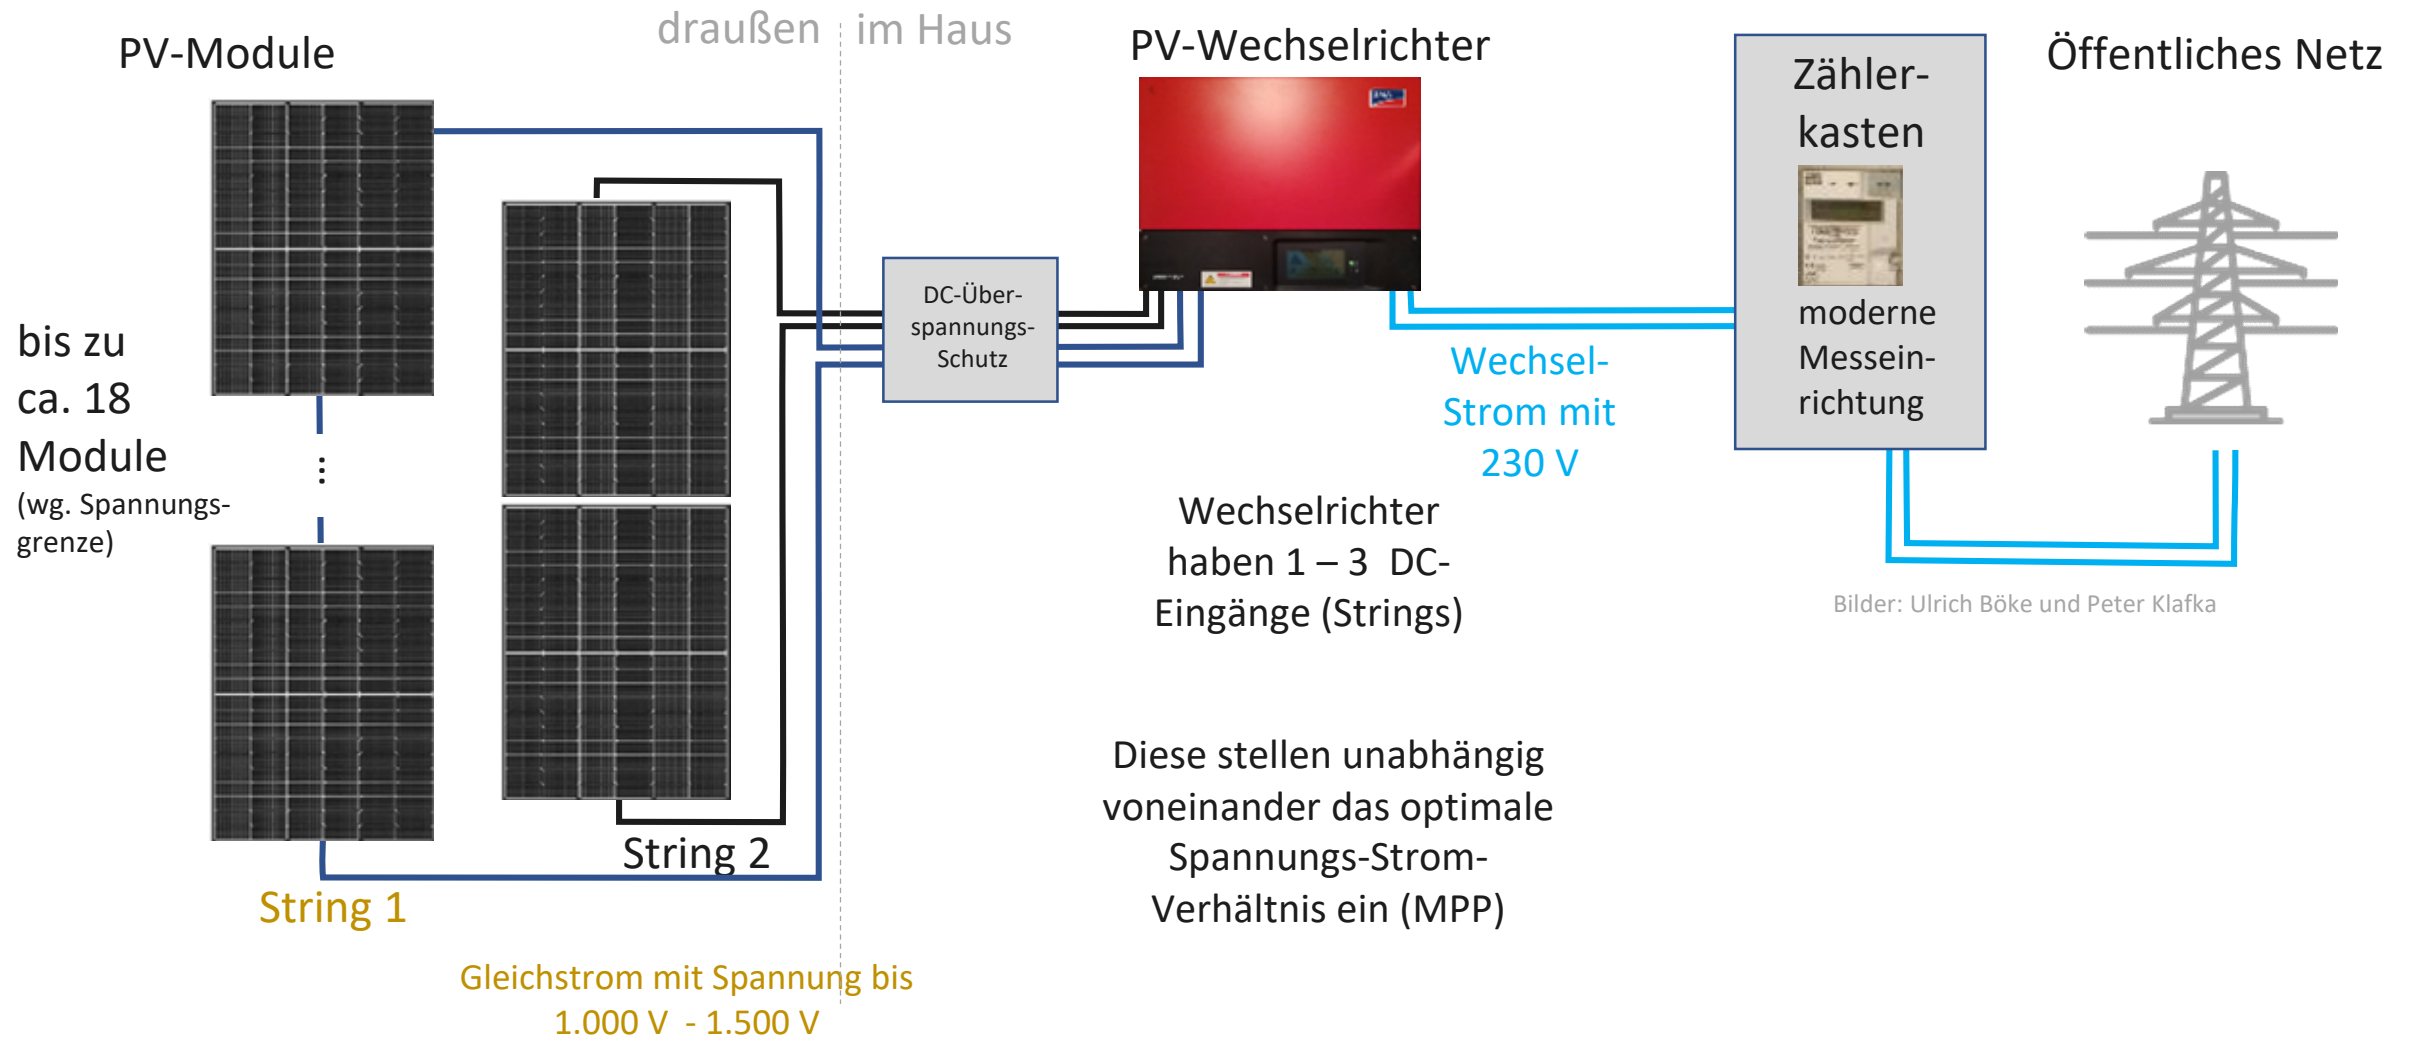 draußen
im Haus
PV-Module
PV-Wechselrichter
Öffentliches Netz
Zähler-
kasten
moderne
Messein-
richtung
DC-Über-
spannungs-
Schutz
bis zu
ca. 18
Module
(wg. Spannungs-
grenze)
...
Wechsel-
Strom mit
230 V
Wechselrichter
haben 1 – 3 DC-
Eingänge (Strings)
Bilder: Ulrich Böke und Peter Klafka
Diese stellen unabhängig
voneinander das optimale
Spannungs-Strom-
Verhältnis ein (MPP)
String 2
String 1
Gleichstrom mit Spannung bis
1.000 V - 1.500 V